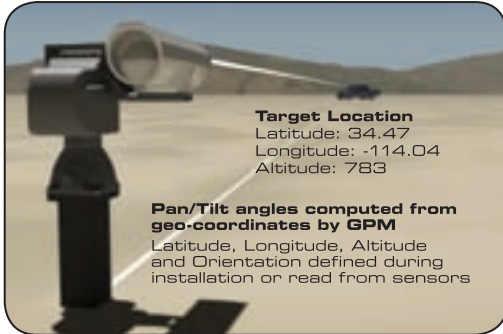 Target Location
Latitude: 34.47
Longitude: -114.04
Altitude: 783
Pan/Tilt angles computed from
geo-coordinates by GPM
Latitude, Longitude, Altitude
and Orientation defined during
installation or read from sensors